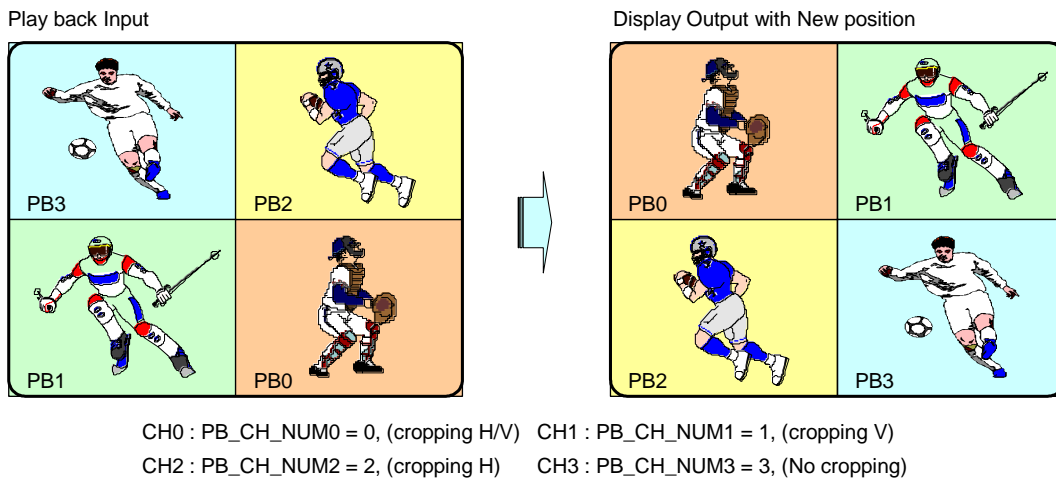 Play back Input
Display Output with New position
PB3
PB2
PB1
PB0
PB0
PB1
PB2
PB3
CH0 : PB_CH_NUM0 = 0, (cropping H/V) CH1 : PB_CH_NUM1 = 1, (cropping V)
CH2 : PB_CH_NUM2 = 2, (cropping H) CH3 : PB_CH_NUM3 = 3, (No cropping)